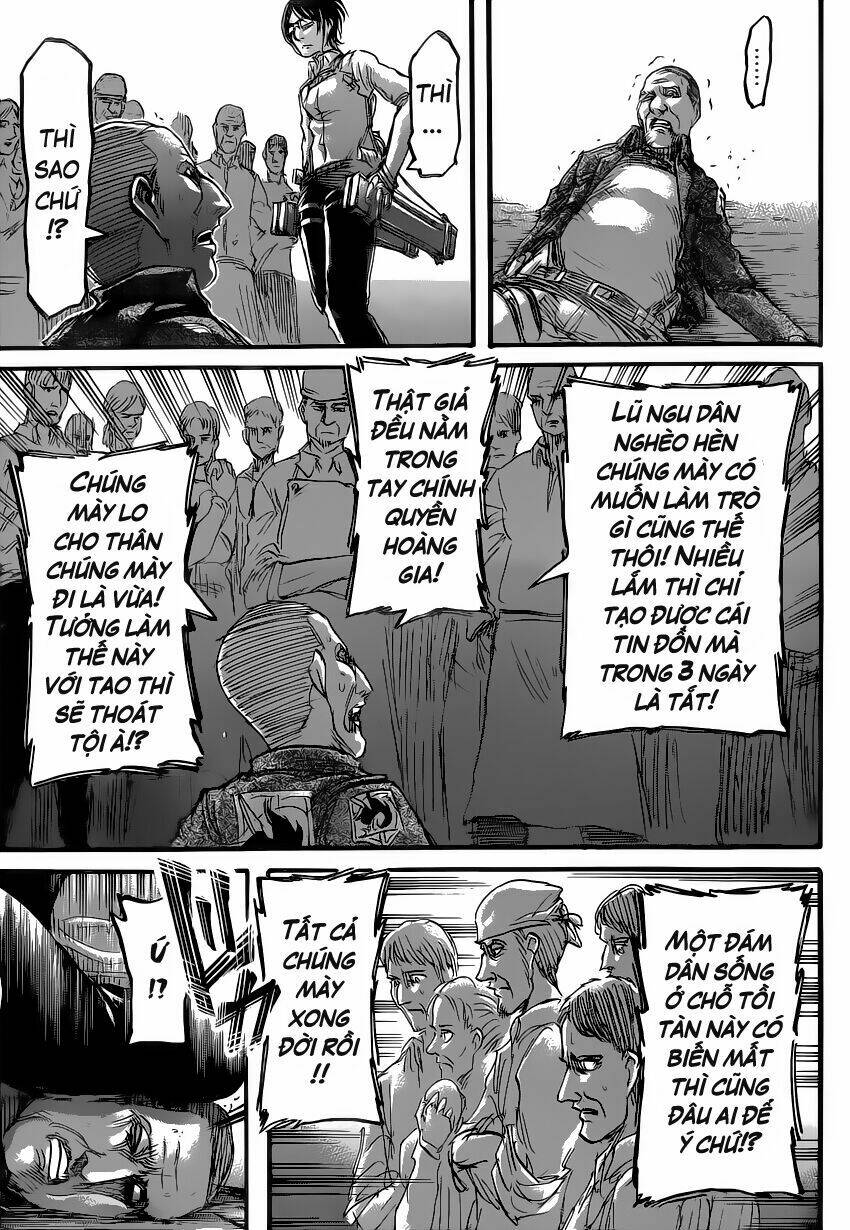 .......
THÌ
...
THÌ
SAO
CHỨ
!?
LŨ NGU DÂN
NGHÈO HÈN
CHÚNG MÀY CÓ
MUỐN LÀM TRÒ
GÌ CŨNG THẾ
THÔI! NHIỀU
LẮM THÌ CHỈ
TẠO ĐƯỢC CÁI
TIN ĐỒN MÀ
TRONG 3 NGÀY
LÀ TẮT!
THẬT GIẢ
ĐỀU NẰM
TRONG
TAY CHÍNH
QUYỀN
HOÀNG
GIA!
CHÚNG
MÀY LO
CHO THÂN
CHÚNG MÀY
ĐI LÀ VỪA!
TƯỞNG LÀM
THẾ NÀY
VỚI TAO THÌ
SẼ THOÁT
TỘI À!?
MỘT ĐÁM
DÂN SỐNG
Ở CHỖ TỒI
TÀN NÀY CÓ
BIẾN MẤT
THÌ CŨNG
ĐÂU AI ĐỂ
Ý CHỨ!?
TẤT CẢ
CHÚNG
MÀY
XONG
ĐỜI RỒI
!!
Ứ
!?